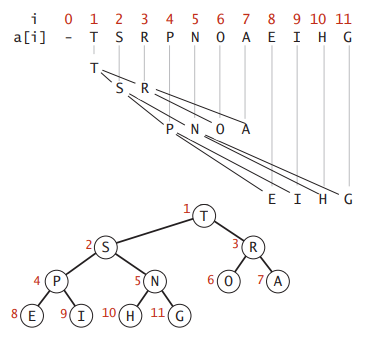 i 0 1 2 3 4 5 6 7 8 9 10 11
a[i] - T S R P N O A E I H G
T
S R
P N O A
E I H G
1 T
2 S 3 R
4 P 5 N 6 O 7 A
8 E 9 I 10 H 11 G